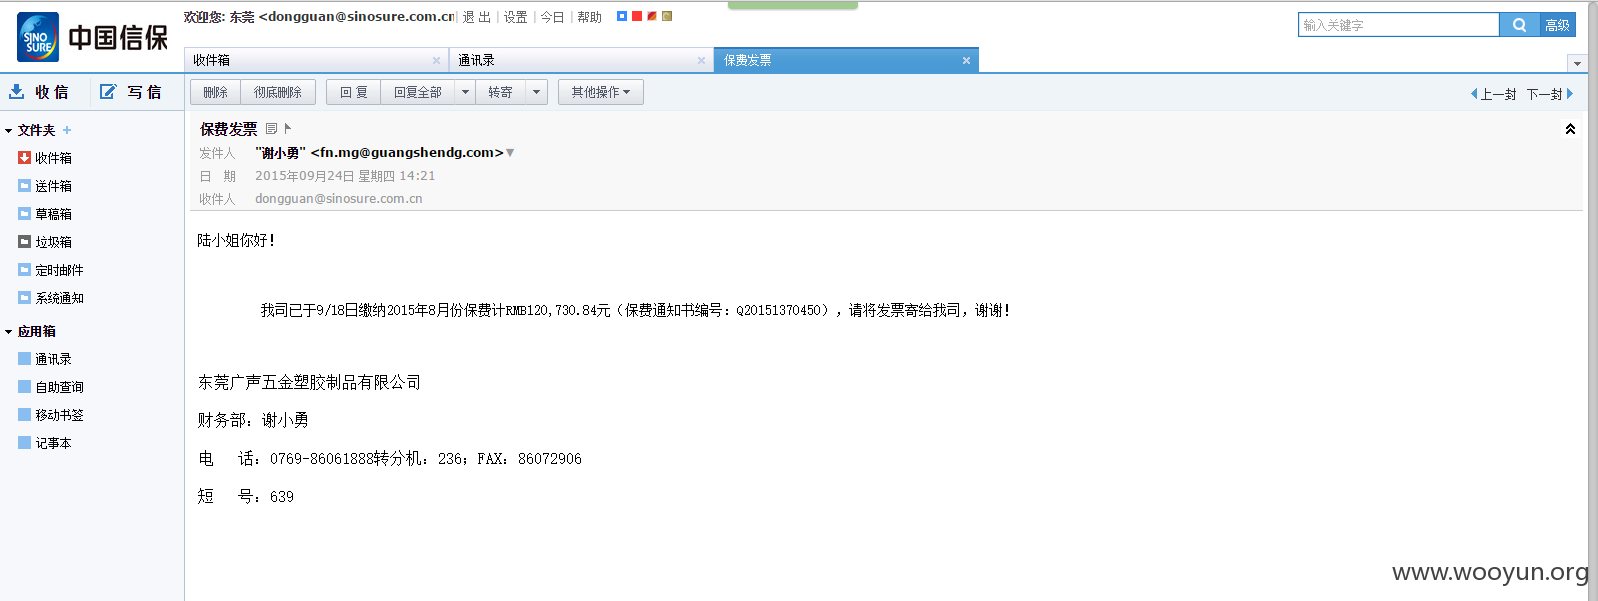 SINO SURE 中国信保
欢迎您: 东莞 <dongguan@sinosure.com.cn | 退 出 | 设置 | 今日 | 帮助
输入关键字 高级
收件箱 × 通讯录 × 保费发票 ×
收 信 写 信
删除 彻底删除 回 复 回复全部 转寄 其他操作 上一封 下一封
文件夹 +
收件箱
送件箱
草稿箱
垃圾箱
定时邮件
系统通知
应用箱
通讯录
自助查询
移动书签
记事本
保费发票
发件人 "谢小勇" <fn.mg@guangshendg.com>
日 期 2015年09月24日 星期四 14:21
收件人 dongguan@sinosure.com.cn
陆小姐你好！
我司已于9/18日缴纳2015年8月份保费计RMB120,730.84元（保费通知书编号：Q20151370450），请将发票寄给我司，谢谢！
东莞广声五金塑胶制品有限公司
财务部：谢小勇
电 话：0769-86061888转分机：236；FAX：86072906
短 号：639
www.wooyun.org